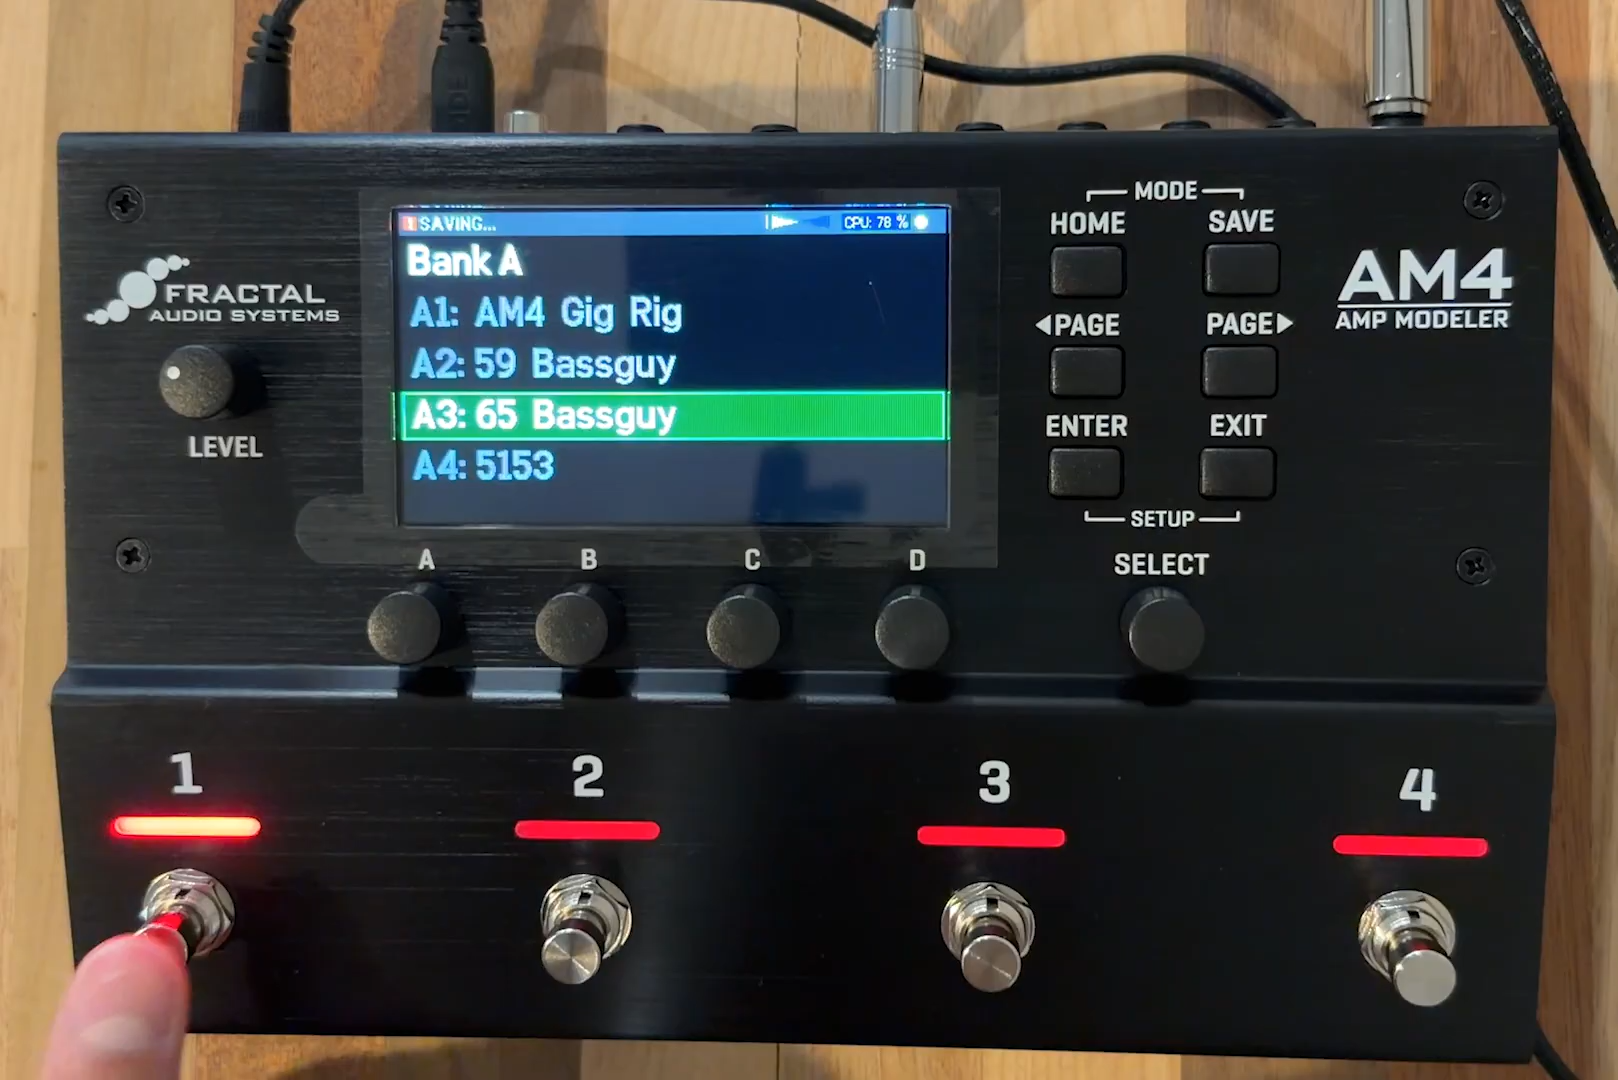 1 SAVING... CPU: 78 %
Bank A
A1: AM4 Gig Rig
A2: 59 Bassguy
A3: 65 Bassguy
A4: 5153
FRACTAL
AUDIO SYSTEMS
LEVEL
MODE
HOME SAVE
PAGE PAGE
ENTER EXIT
SETUP
SELECT
AM4
AMP MODELER
A B C D
1 2 3 4